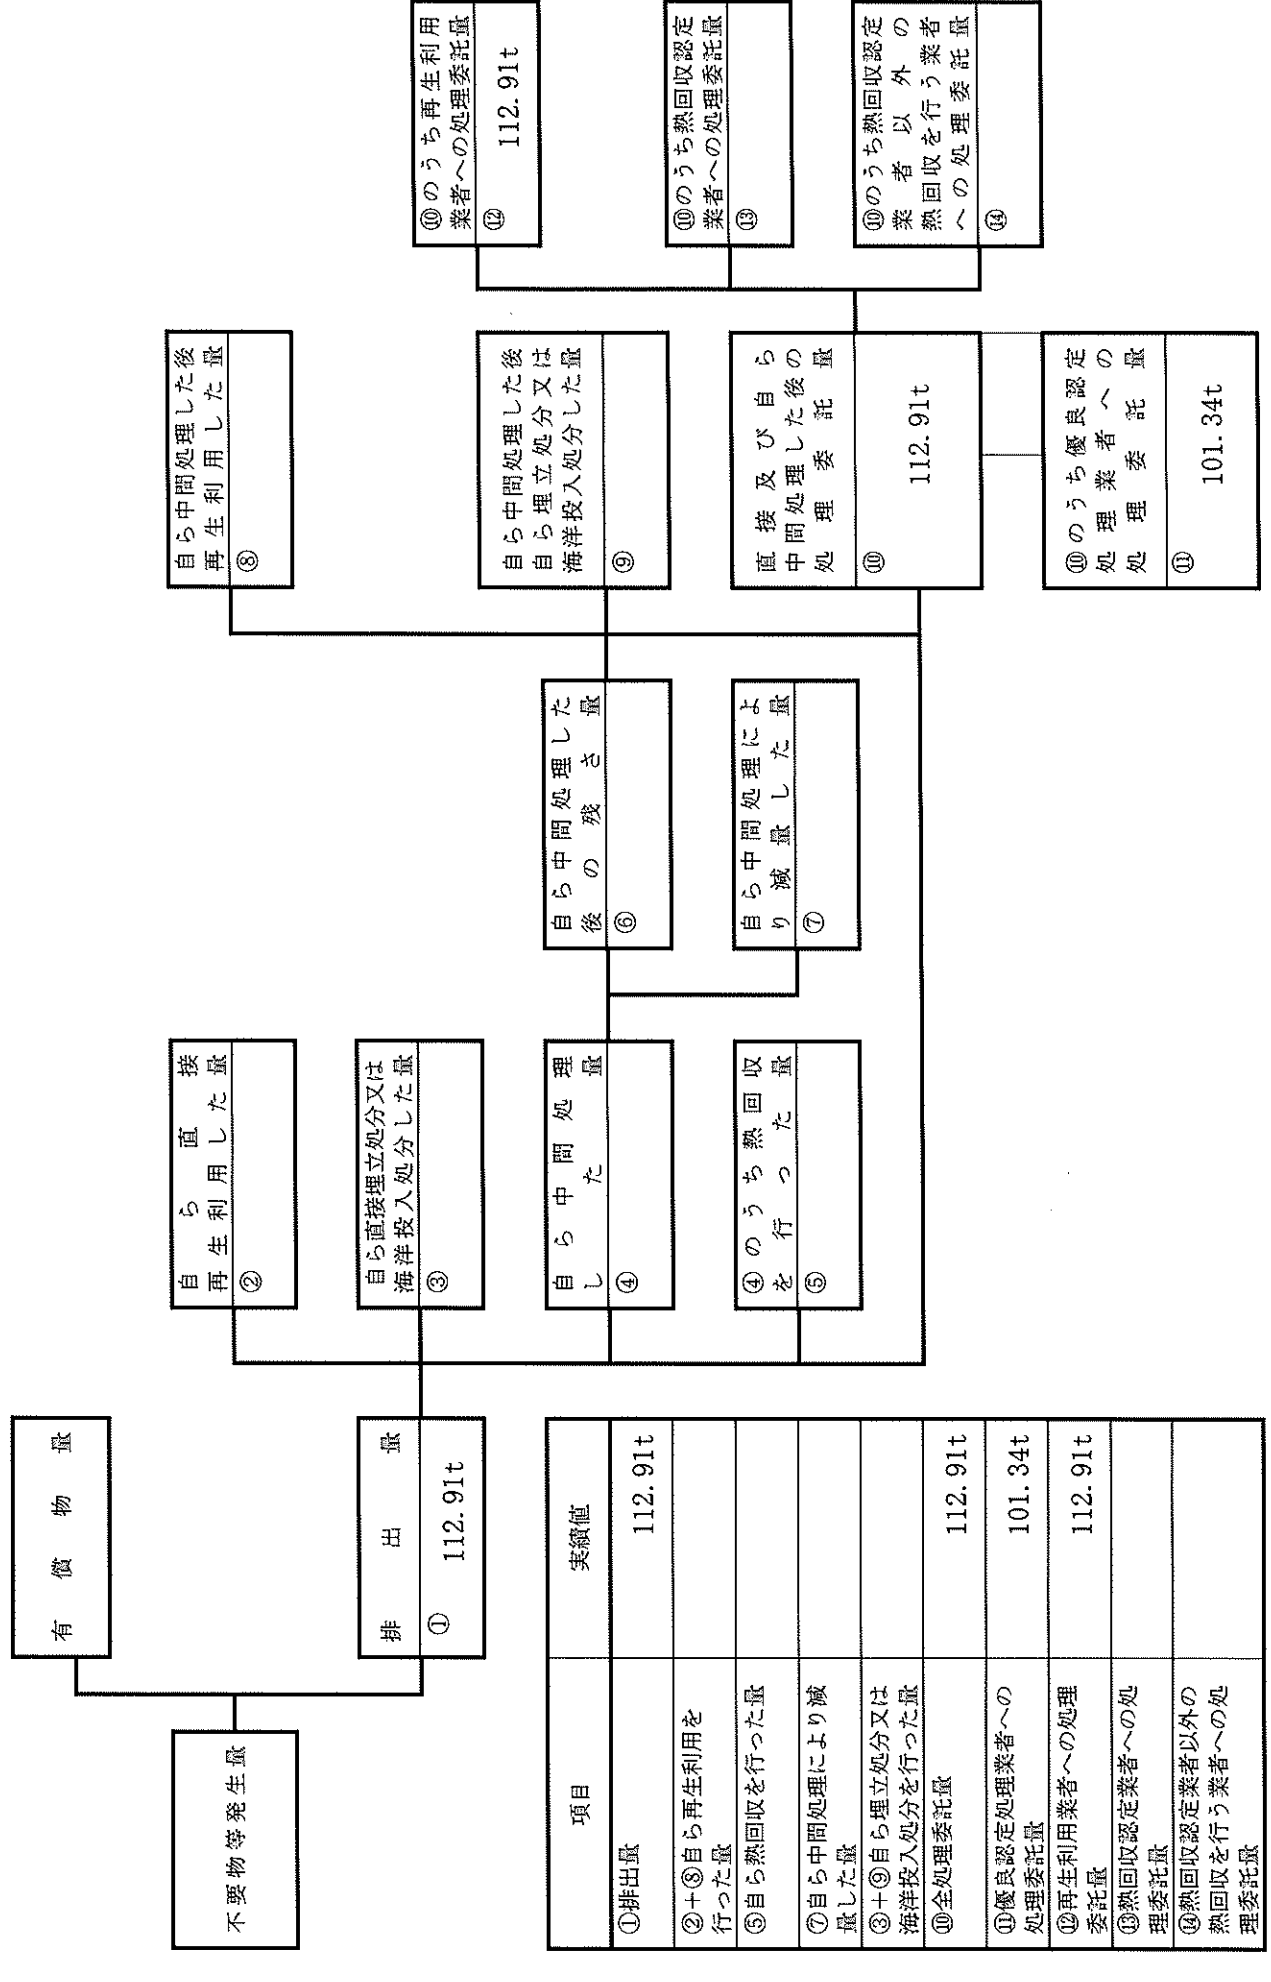 不要物等発生量
有償物量
排出量
① 112.91t
自ら直接
再生利用した量
②
自ら直接埋立処分又は
海洋投入処分した量
③
自ら中間処理
した量
④
④のうち熱回収
を行った量
⑤
自ら中間処理した
後の残さ量
⑥
自ら中間処理によ
り減量した量
⑦
自ら中間処理した後
再生利用した量
⑧
自ら中間処理した後
自ら埋立処分又は
海洋投入処分した量
⑨
直接及び自ら
中間処理した後の
処理委託量
⑩
112.91t
⑩のうち優良認定
処理業者への
処理委託量
⑪
101.34t
⑩のうち再生利用
業者への処理委託量
⑫
112.91t
⑩のうち熱回収認定
業者への処理委託量
⑬
⑩のうち熱回収認定
業者以外の
熱回収を行う業者
への処理委託量
⑭
項目 実績値
①排出量 112.91t
②+⑧自ら再生利用を
行った量
⑤自ら熱回収を行った量
⑦自ら中間処理により減
量した量
③+⑨自ら埋立処分又は
海洋投入処分を行った量
⑩全処理委託量 112.91t
⑪優良認定処理業者への
処理委託量 101.34t
⑫再生利用業者への処理
委託量 112.91t
⑬熱回収認定業者への処
理委託量
⑭熱回収認定業者以外の
熱回収を行う業者への処
理委託量